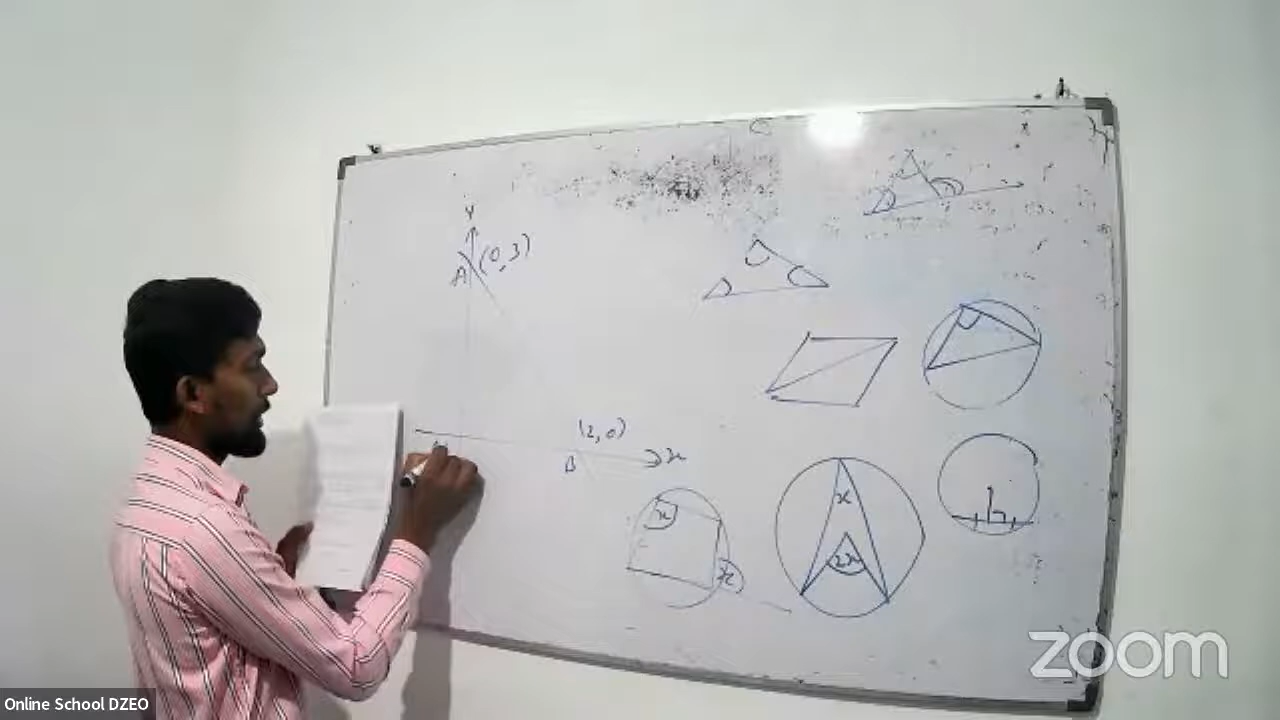 Y
A (0, 3)
(2, 0)
B
x
x
x
x
2x
zoom
Online School DZEO